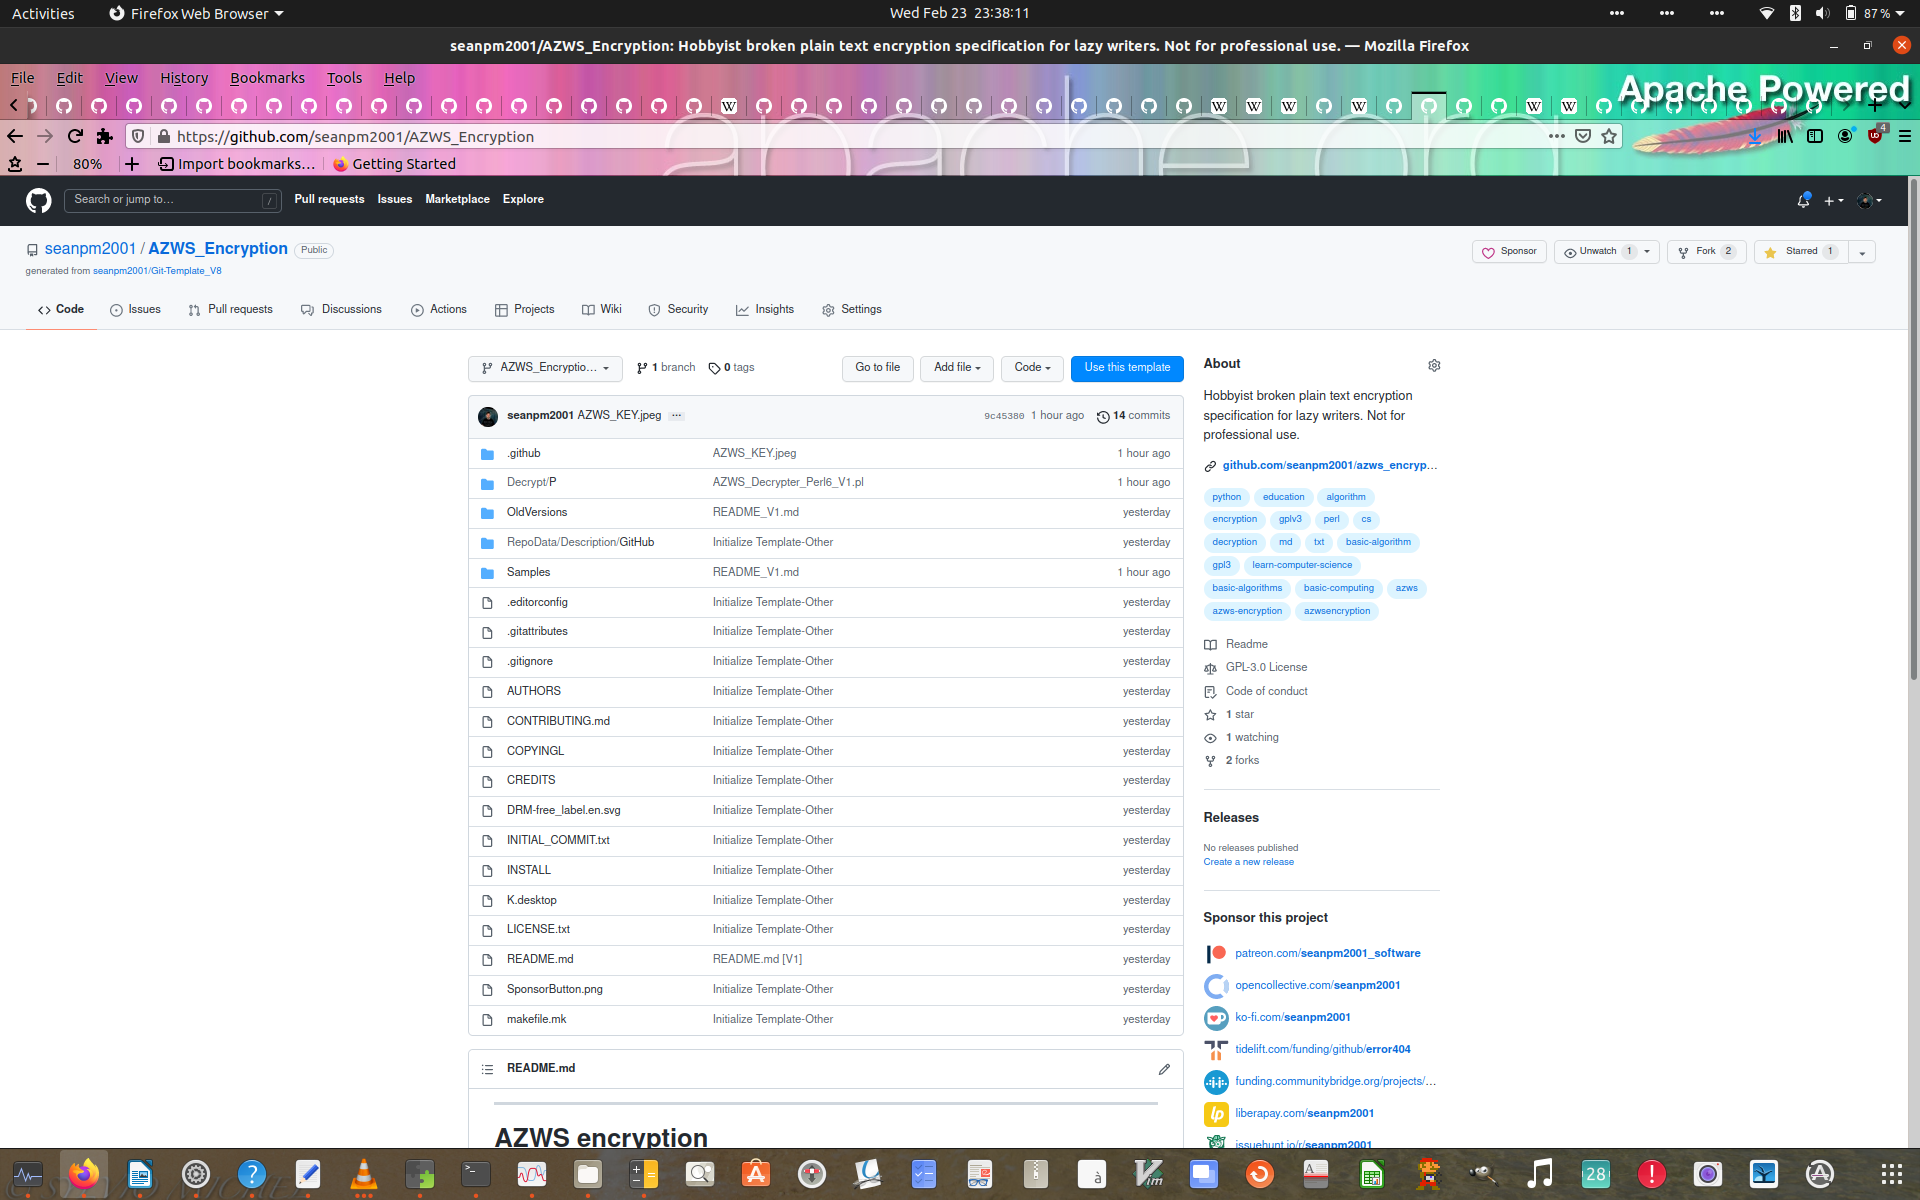 Activities Firefox Web Browser Wed Feb 23 23:38:11 87%
seanpm2001/AZWS_Encryption: Hobbyist broken plain text encryption specification for lazy writers. Not for professional use. — Mozilla Firefox
File Edit View History Bookmarks Tools Help
Apache Powered
https://github.com/seanpm2001/AZWS_Encryption
4
80% Import bookmarks... Getting Started
Search or jump to… / Pull requests Issues Marketplace Explore
seanpm2001 / AZWS_Encryption Public
Sponsor Unwatch 1 Fork 2 Starred 1
generated from seanpm2001/Git-Template_V8
Code Issues Pull requests Discussions Actions Projects Wiki Security Insights Settings
AZWS_Encryptio... 1 branch 0 tags Go to file Add file Code Use this template
seanpm2001 AZWS_KEY.jpeg 9c45380 1 hour ago 14 commits
.github AZWS_KEY.jpeg 1 hour ago
Decrypt/P AZWS_Decrypter_Perl6_V1.pl 1 hour ago
OldVersions README_V1.md yesterday
RepoData/Description/GitHub Initialize Template-Other yesterday
Samples README_V1.md 1 hour ago
.editorconfig Initialize Template-Other yesterday
.gitattributes Initialize Template-Other yesterday
.gitignore Initialize Template-Other yesterday
AUTHORS Initialize Template-Other yesterday
CONTRIBUTING.md Initialize Template-Other yesterday
COPYINGL Initialize Template-Other yesterday
CREDITS Initialize Template-Other yesterday
DRM-free_label.en.svg Initialize Template-Other yesterday
INITIAL_COMMIT.txt Initialize Template-Other yesterday
INSTALL Initialize Template-Other yesterday
K.desktop Initialize Template-Other yesterday
LICENSE.txt Initialize Template-Other yesterday
README.md README.md [V1] yesterday
SponsorButton.png Initialize Template-Other yesterday
makefile.mk Initialize Template-Other yesterday
README.md
AZWS encryption
About
Hobbyist broken plain text encryption
specification for lazy writers. Not for
professional use.
github.com/seanpm2001/azws_encryp...
python education algorithm
encryption gplv3 perl cs
decryption md txt basic-algorithm
gpl3 learn-computer-science
basic-algorithms basic-computing azws
azws-encryption azwsencryption
Readme
GPL-3.0 License
Code of conduct
1 star
1 watching
2 forks
Releases
No releases published
Create a new release
Sponsor this project
patreon.com/seanpm2001_software
opencollective.com/seanpm2001
ko-fi.com/seanpm2001
tidelift.com/funding/github/error404
funding.communitybridge.org/projects/...
liberapay.com/seanpm2001
issuehunt.io/r/seanpm2001
28